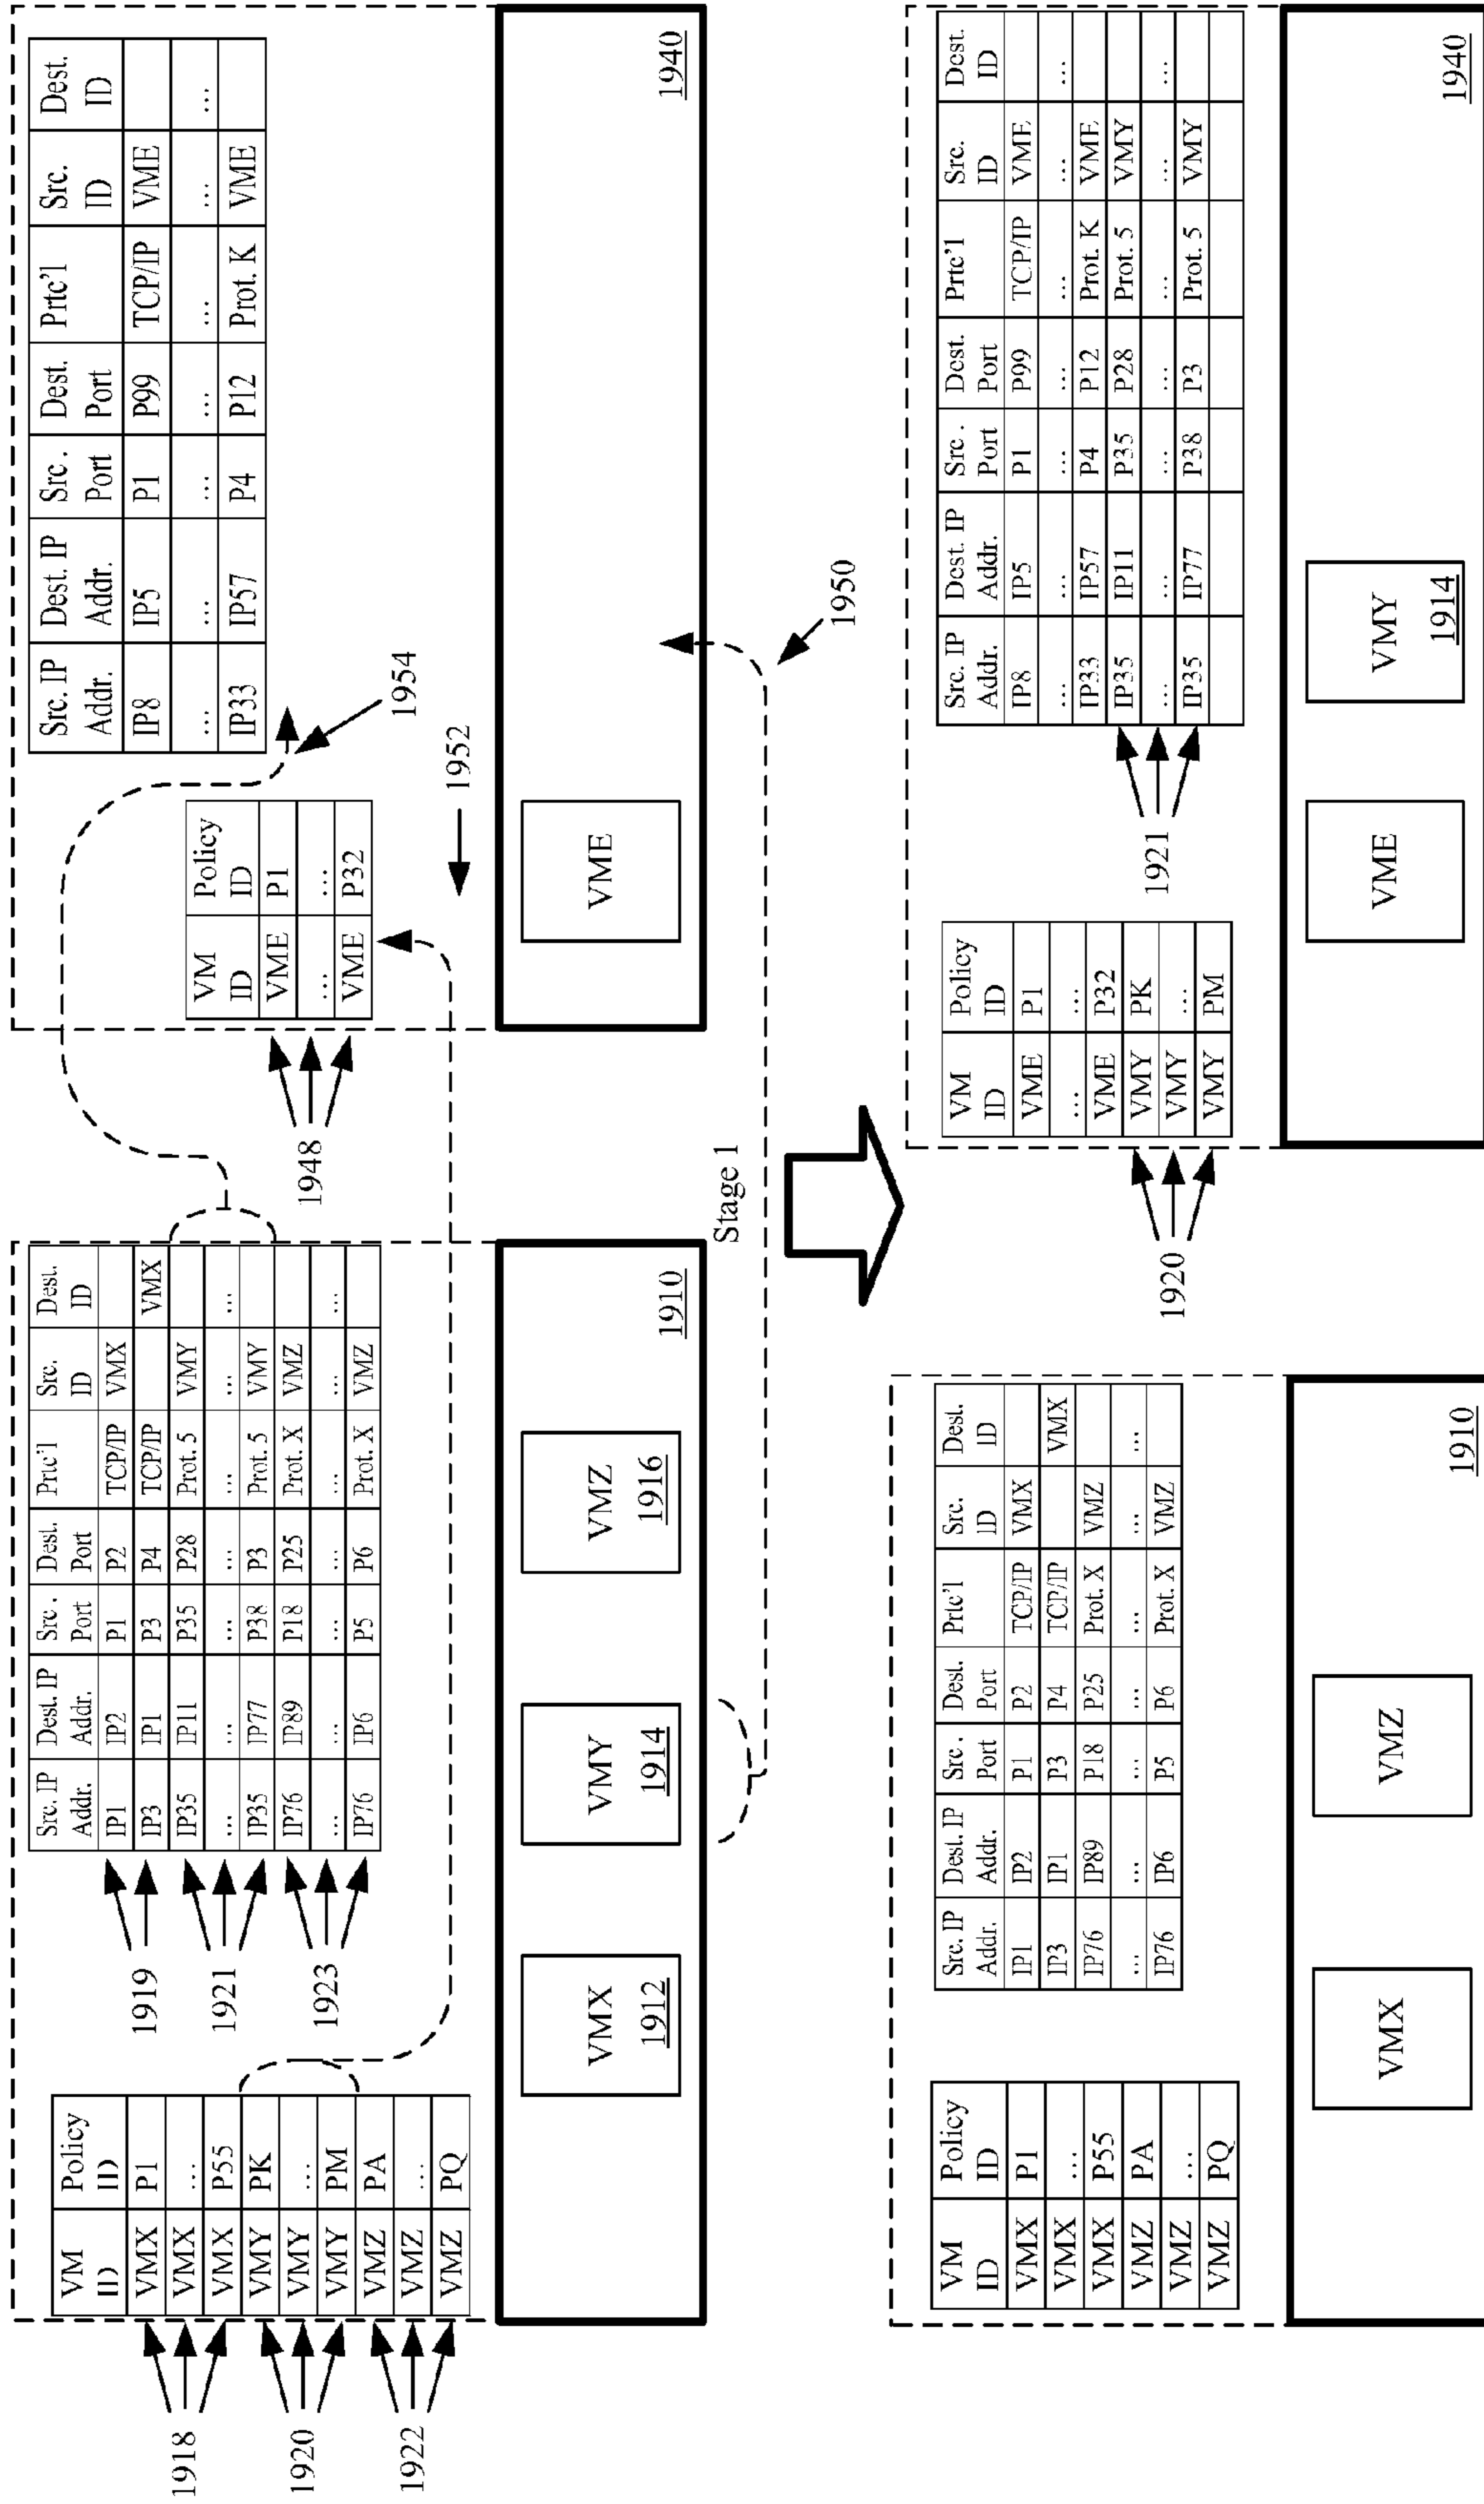 VM ID Policy ID
VMX P1
VMX ...
VMX P55
VMY PK
VMY ...
VMY PM
VMZ PA
VMZ ...
VMZ PQ
1918
1920
1922
Src. IP Addr. Dest. IP Addr. Src . Port Dest. Port Prtc'l Src. ID Dest. ID
IP1 IP2 P1 P2 TCP/IP VMX
IP3 IP1 P3 P4 TCP/IP VMX
IP35 IP11 P35 P28 Prot. 5 VMY
... ... ... ... ... ... ...
IP35 IP77 P38 P3 Prot. 5 VMY
IP76 IP89 P18 P25 Prot. X VMZ
... ... ... ... ... ... ...
IP76 IP6 P5 P6 Prot. X VMZ
1919
1921
1923
VMX
1912
VMY
1914
VMZ
1916
1910
1948
VM ID Policy ID
VME P1
... ...
VME P32
1952
Src. IP Addr. Dest. IP Addr. Src . Port Dest. Port Prtc'l Src. ID Dest. ID
IP8 IP5 P1 P99 TCP/IP VME
... ... ... ... ... ... ...
IP33 IP57 P4 P12 Prot. K VME
1954
VME
1940
1950
Stage 1
VM ID Policy ID
VMX P1
VMX ...
VMX P55
VMZ PA
VMZ ...
VMZ PQ
Src. IP Addr. Dest. IP Addr. Src . Port Dest. Port Prtc'l Src. ID Dest. ID
IP1 IP2 P1 P2 TCP/IP VMX
IP3 IP1 P3 P4 TCP/IP VMX
IP76 IP89 P18 P25 Prot. X VMZ
... ... ... ... ... ... ...
IP76 IP6 P5 P6 Prot. X VMZ
VMX
VMZ
1910
1920
VM ID Policy ID
VME P1
... ...
VME P32
VMY PK
VMY ...
VMY PM
1921
Src. IP Addr. Dest. IP Addr. Src . Port Dest. Port Prtc'l Src. ID Dest. ID
IP8 IP5 P1 P99 TCP/IP VME
... ... ... ... ... ... ...
IP33 IP57 P4 P12 Prot. K VME
IP35 IP11 P35 P28 Prot. 5 VMY
... ... ... ... ... ... ...
IP35 IP77 P38 P3 Prot. 5 VMY
VME
VMY
1914
1940